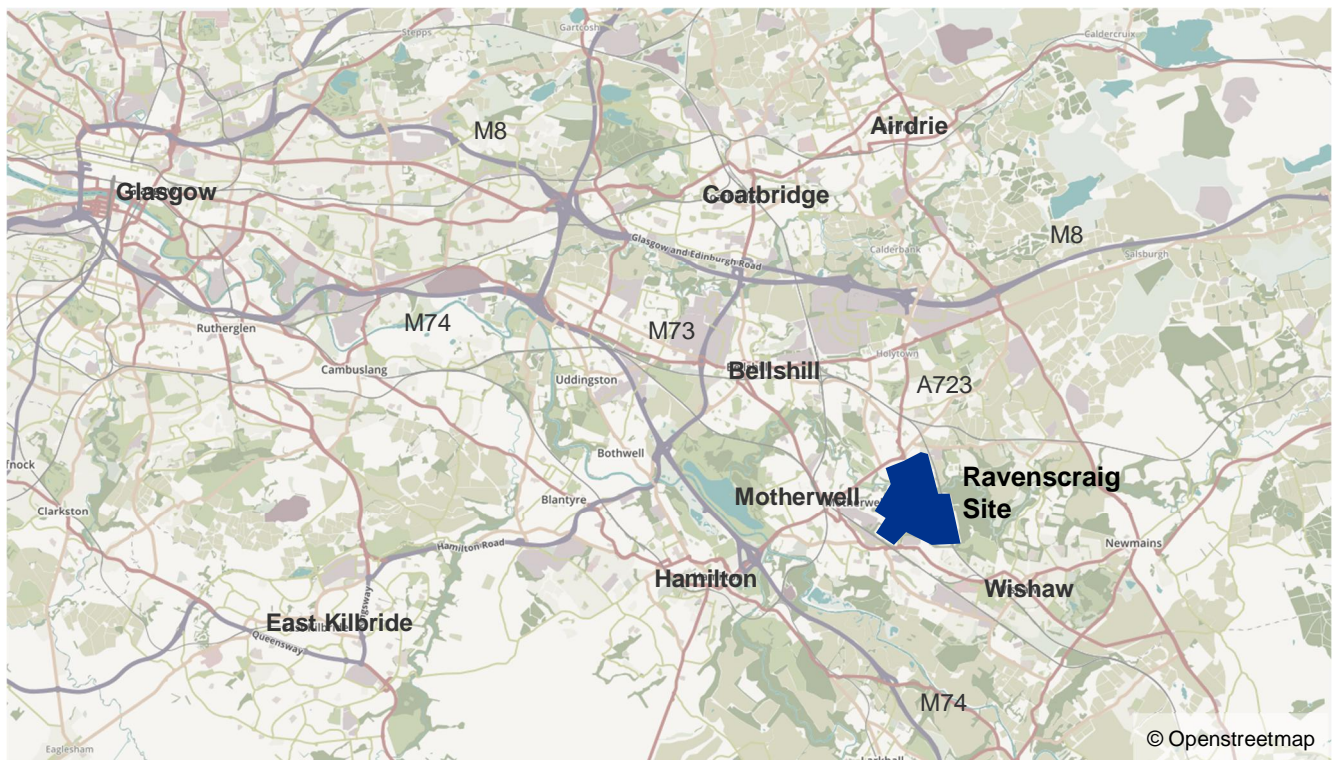 Stepps
Gartcosh
Caldercruix
M8
Airdrie
Glasgow
Coatbridge
M8
Glasgow and Edinburgh Road
Calderbank
Salsburgh
M74
M73
Rutherglen
Holytown
Cambuslang
Bellshill
Uddingston
A723
Bothwell
Ravenscraig
Site
Motherwell
Blantyre
Clarkston
Hamilton Road
Newmains
Hamilton
Wishaw
East Kilbride
Queensway
M74
Eaglesham
© Openstreetmap